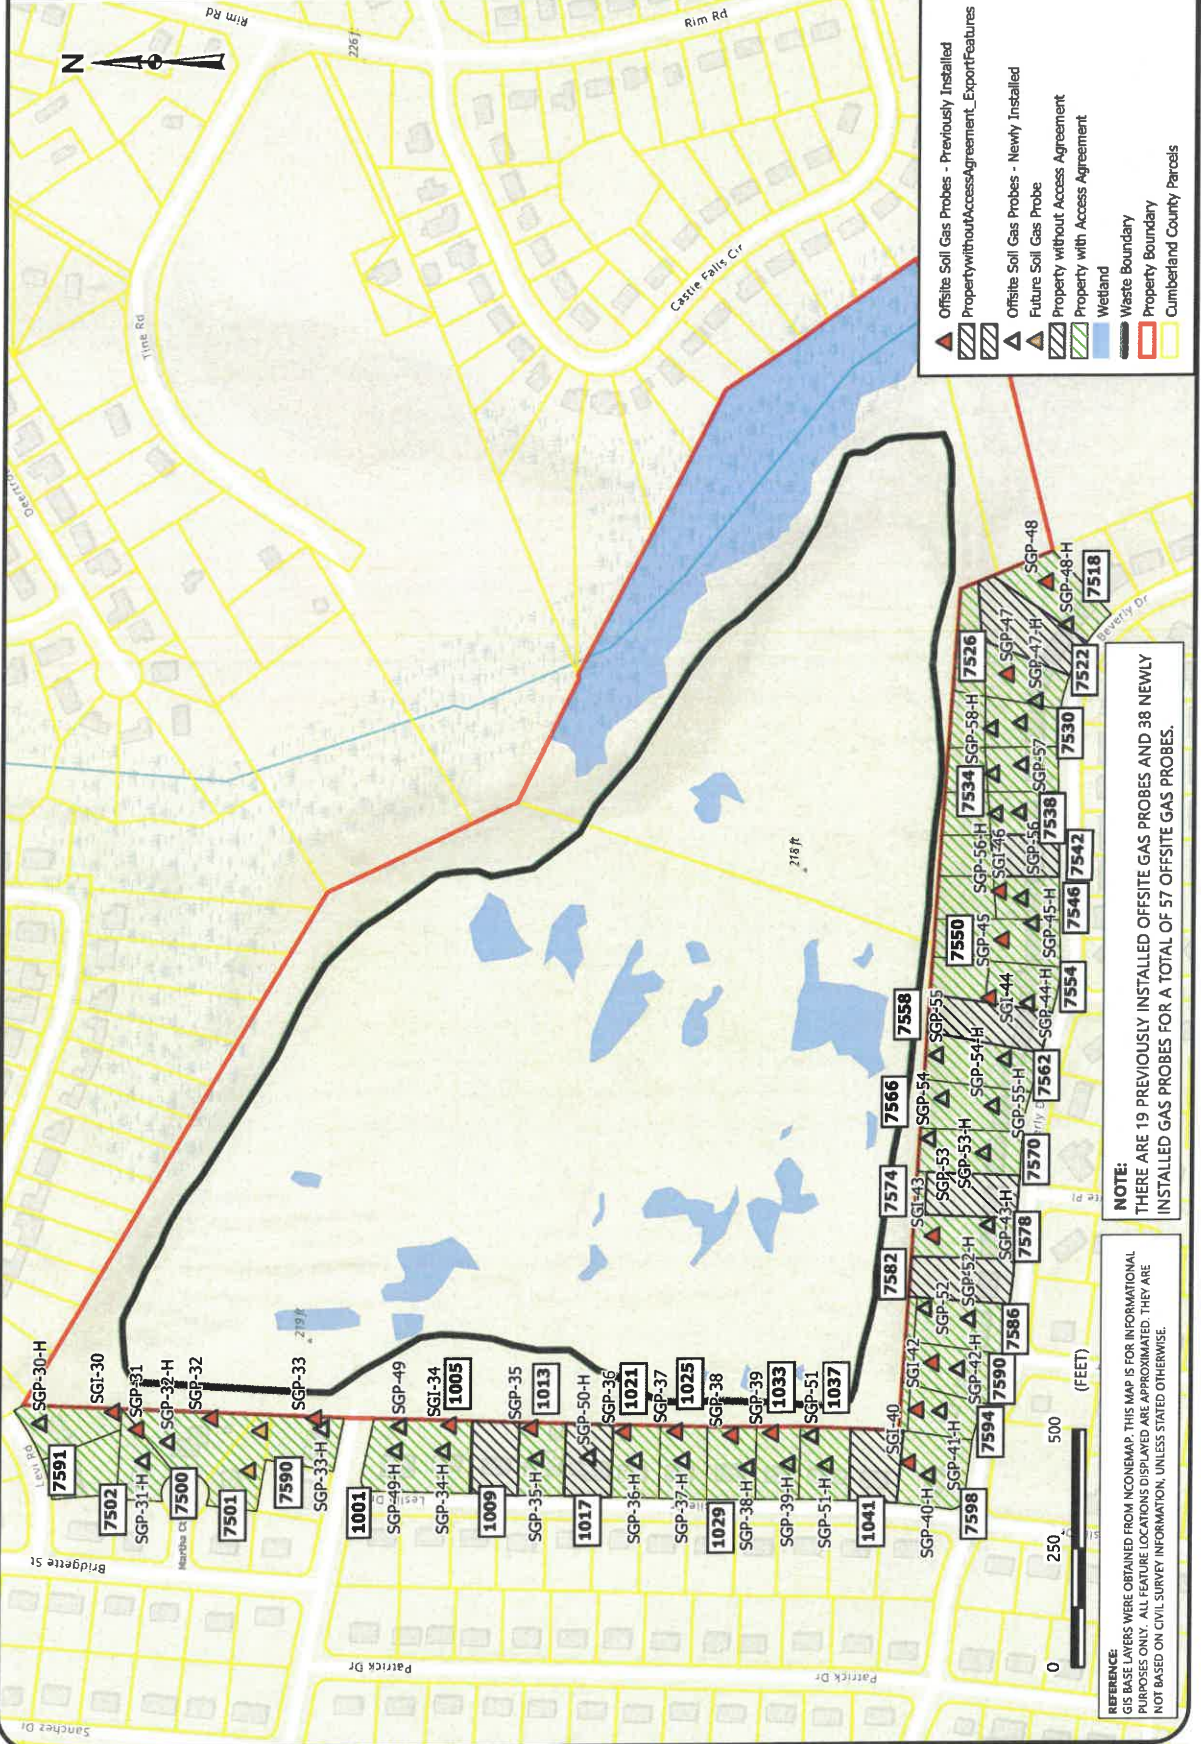 N
Rim Rd
Rim Rd
226 ft
Tine Rd
Castle Falls Cir
Levi Rd
Bridgette St
Martha Ct
Patrick Dr
Patrick Dr
Sanchez Dr
Beverly Dr
219 ft
218 ft
SGP-30-H
SGI-30
7591
SGP-31
7502
SGP-31-H
SGP-32-H
SGP-32
7500
7501
7590
SGP-33
SGP-33-H
1001
SGP-49
SGP-49-H
SGI-34
SGP-34-H
1005
1009
SGP-35
SGP-35-H
1013
SGP-50-H
1017
SGP-36
SGP-36-H
1021
SGP-37
SGP-37-H
1025
1029
SGP-38
SGP-38-H
SGP-39
SGP-39-H
1033
SGP-51
SGP-51-H
1037
1041
SGI-40
SGP-40-H
7598
SGP-41-H
7594
SGI-42
SGP-42-H
7590
7586
SGP-52
SGP-52-H
7582
7578
SGI-43
SGP-43-H
7574
SGP-53
SGP-53-H
7570
7566
SGP-54
SGP-54-H
7562
SGP-55
SGP-55-H
7558
SGI-44
SGP-44-H
7554
7550
SGP-45
SGP-45-H
7546
SGI-46
SGP-56-H
SGP-56
7542
7538
7534
SGP-57
SGP-58-H
7530
7526
SGP-47
SGP-47-H
7522
SGP-48
SGP-48-H
7518
Offsite Soil Gas Probes - Previously Installed
PropertywithoutAccessAgreement_ExportFeatures
Offsite Soil Gas Probes - Newly Installed
Future Soil Gas Probe
Property without Access Agreement
Property with Access Agreement
Wetland
Waste Boundary
Property Boundary
Cumberland County Parcels
0
250
500
(FEET)
REFERENCE:
GIS BASE LAYERS WERE OBTAINED FROM NCONEMAP. THIS MAP IS FOR INFORMATIONAL
PURPOSES ONLY. ALL FEATURE LOCATIONS DISPLAYED ARE APPROXIMATED. THEY ARE
NOT BASED ON CIVIL SURVEY INFORMATION, UNLESS STATED OTHERWISE.
NOTE:
THERE ARE 19 PREVIOUSLY INSTALLED OFFSITE GAS PROBES AND 38 NEWLY
INSTALLED GAS PROBES FOR A TOTAL OF 57 OFFSITE GAS PROBES.